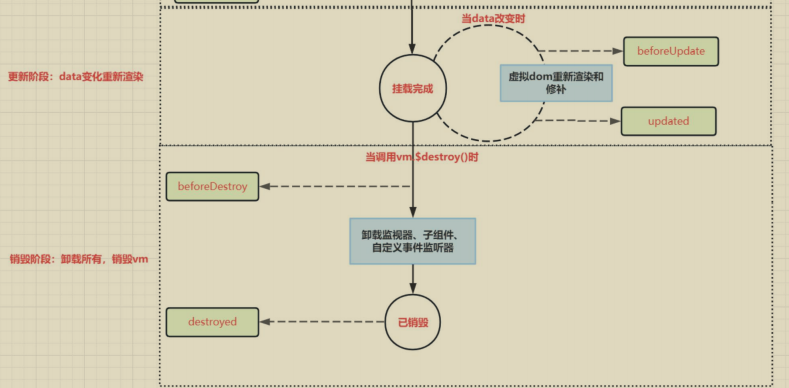 当data改变时
beforeUpdate
更新阶段：data变化重新渲染
挂载完成
虚拟dom重新渲染和
修补
updated
当调用vm.$destroy()时
beforeDestroy
卸载监视器、子组件、
自定义事件监听器
销毁阶段：卸载所有，销毁vm
destroyed
已销毁